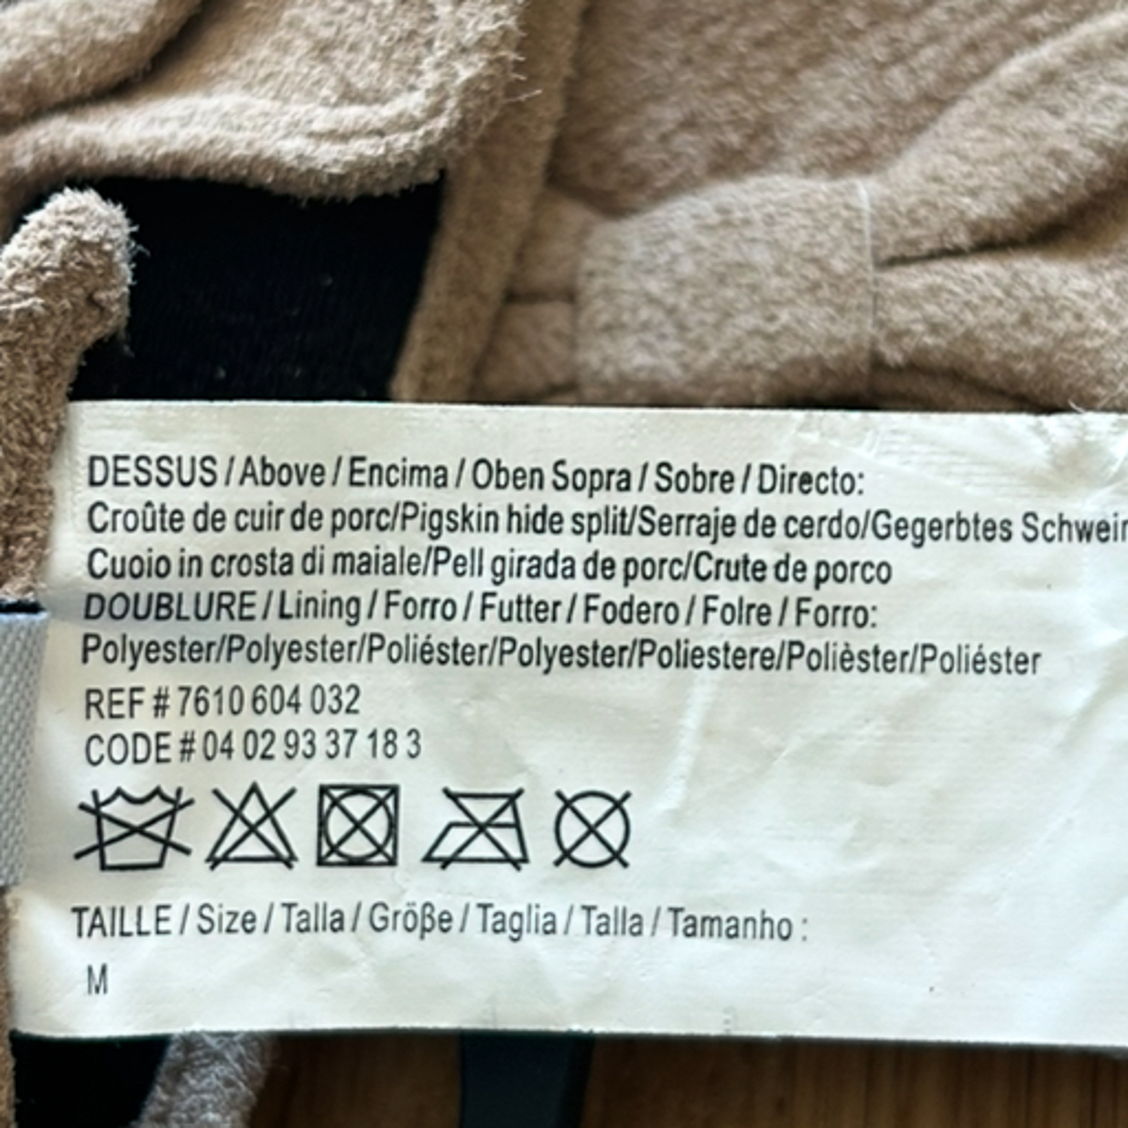 DESSUS / Above / Encima / Oben Sopra / Sobre / Directo:
Croûte de cuir de porc/Pigskin hide split/Serraje de cerdo/Gegerbtes
Cuoio in crosta di maiale/Pell girada de porc/Crute de porco
DOUBLURE / Lining / Forro / Futter / Fodero / Folre / Forro:
Polyester/Polyester/Poliéster/Polyester/Poliestere/Polièster/Poliéster
REF # 7610 604 032
CODE # 04 02 93 37 18 3
TAILLE / Size / Talla / Größe / Taglia / Talla / Tamanho :
M